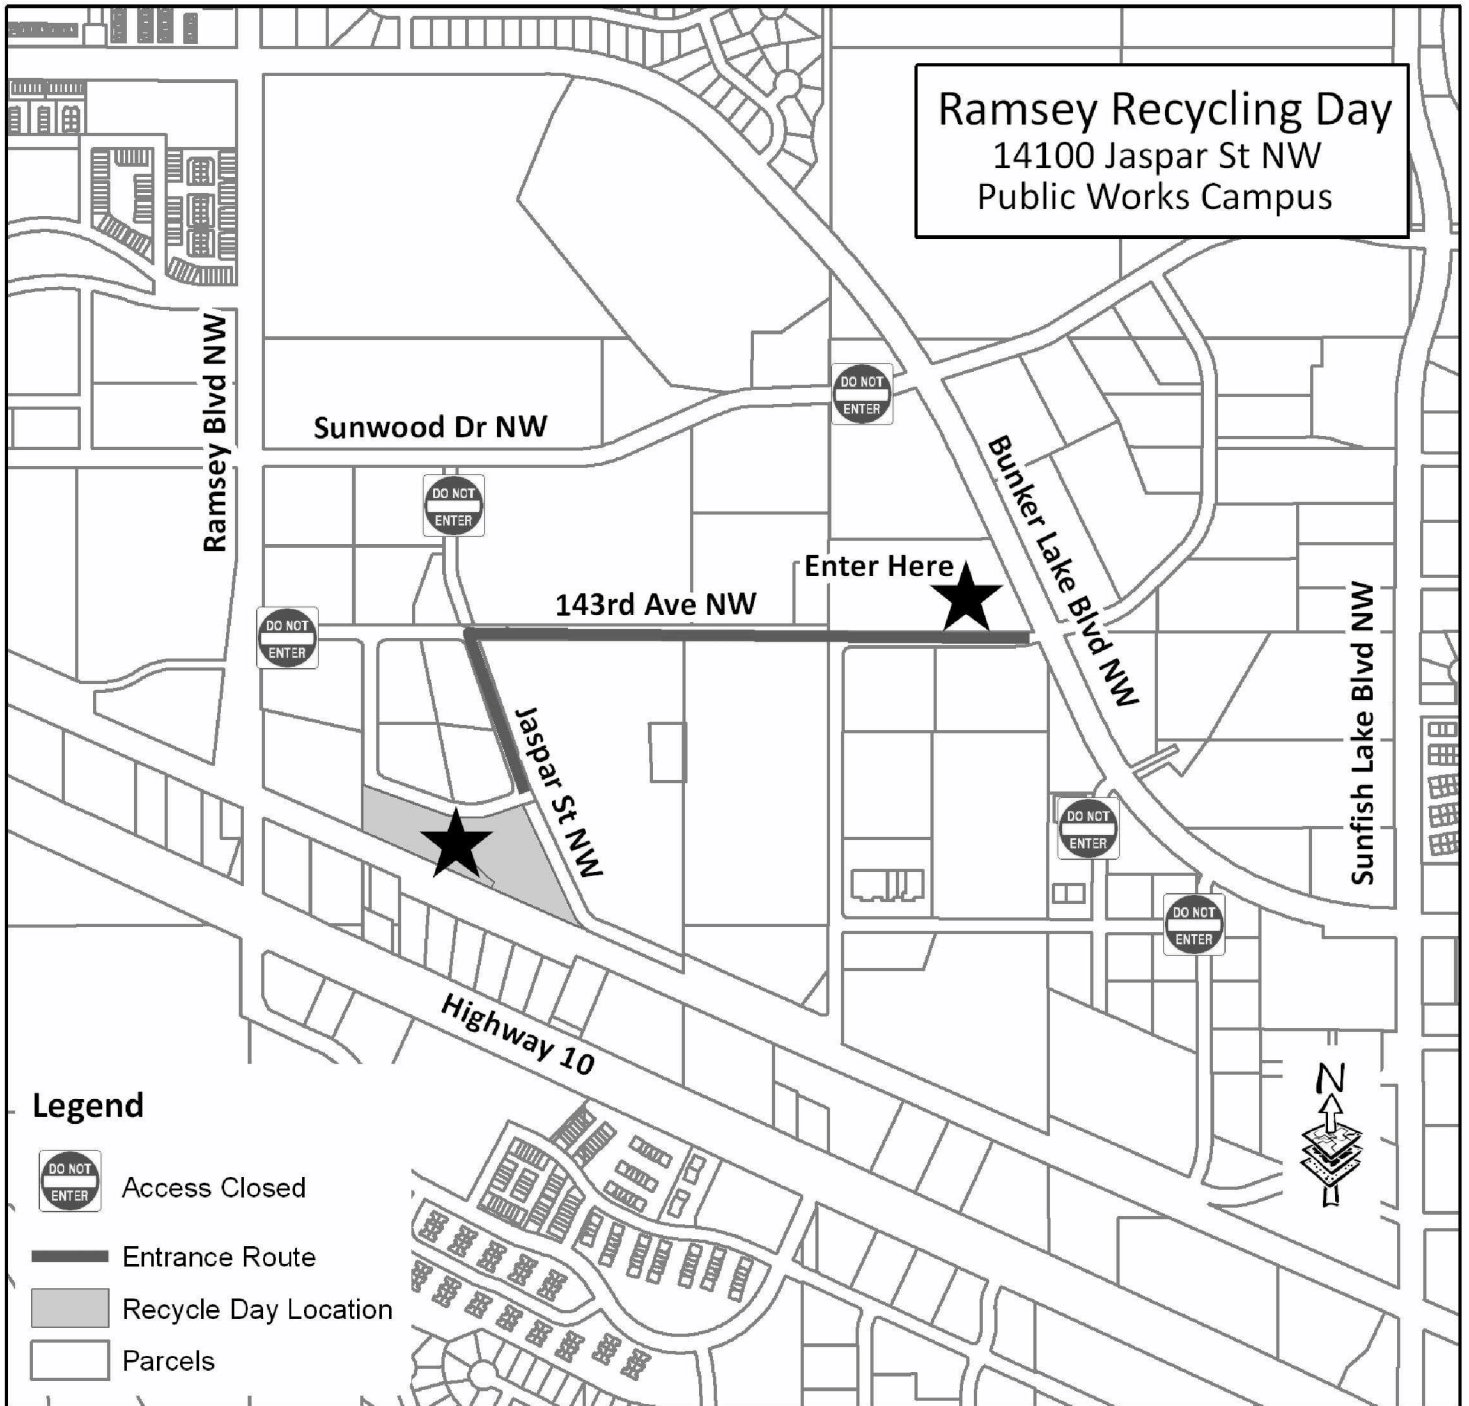 Ramsey Recycling Day
14100 Jaspar St NW
Public Works Campus
Ramsey Blvd NW
Sunwood Dr NW
DO NOT
ENTER
DO NOT
ENTER
Bunker Lake Blvd NW
Enter Here
143rd Ave NW
DO NOT
ENTER
Sunfish Lake Blvd NW
Jaspar St NW
DO NOT
ENTER
DO NOT
ENTER
Highway 10
N
Legend
DO NOT
ENTER
Access Closed
Entrance Route
Recycle Day Location
Parcels